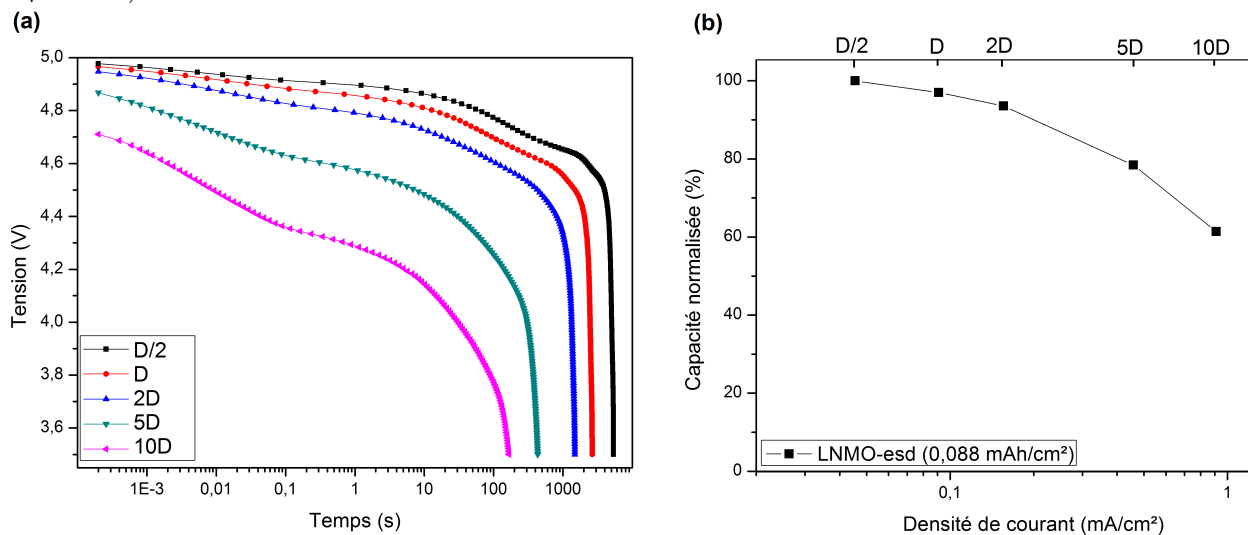 (a)
5,0
4,8
4,6
4,4
4,2
4,0
3,8
3,6
Tension (V)
D/2
D
2D
5D
10D
1E-3
0,01
0,1
1
10
100
1000
Temps (s)
(b)
D/2
D
2D
5D
10D
100
80
60
40
20
0
Capacité normalisée (%)
LNMO-esd (0,088 mAh/cm²)
0,1
1
Densité de courant (mA/cm²)